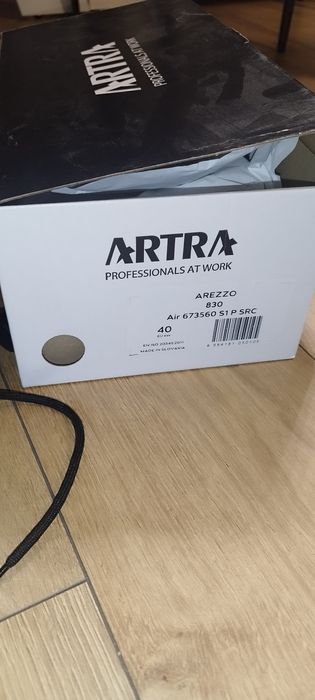 ARTRA
PROFESSIONALS AT WORK
ARTRA
PROFESSIONALS AT WORK
AREZZO
830
Air 673560 S1 P SRC
40
EN ISO 20345:2011
MADE IN SLOVAKIA